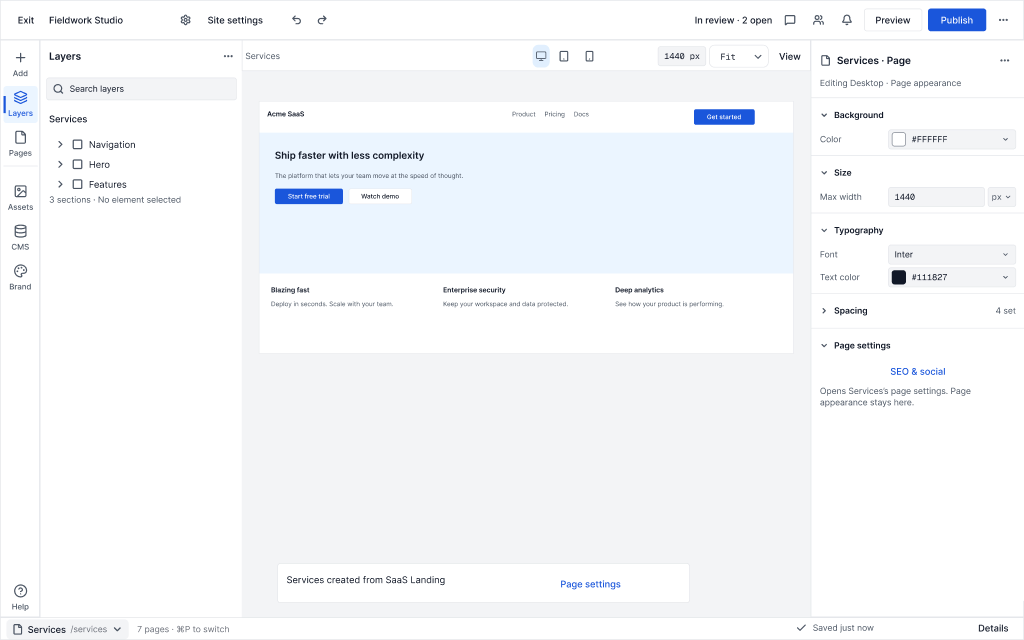 Exit Fieldwork Studio Site settings In review · 2 open Preview Publish
Add
Layers
Pages
Assets
CMS
Brand
Help
Layers
Search layers
Services
Navigation
Hero
Features
3 sections · No element selected
Services 1440 px Fit View
Acme SaaS Product Pricing Docs Get started
Ship faster with less complexity
The platform that lets your team move at the speed of thought.
Start free trial Watch demo
Blazing fast Enterprise security Deep analytics
Deploy in seconds. Scale with your team. Keep your workspace and data protected. See how your product is performing.
Services created from SaaS Landing Page settings
Services · Page
Editing Desktop · Page appearance
Background
Color #FFFFFF
Size
Max width 1440 px
Typography
Font Inter
Text color #111827
Spacing 4 set
Page settings
SEO & social
Opens Services's page settings. Page
appearance stays here.
Services /services 7 pages · ⌘P to switch Saved just now Details